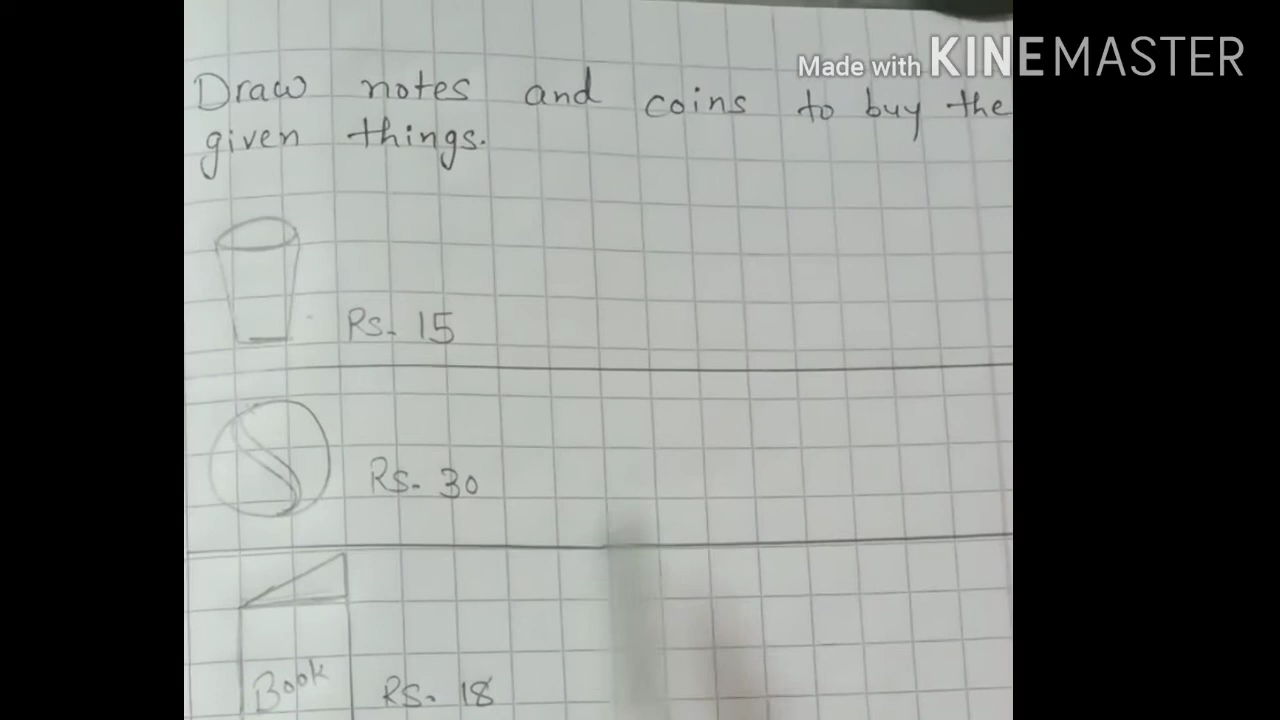 Made with KINEMASTER
Draw notes and coins to buy the
given things.
Rs. 15
Rs. 30
Book Rs. 18